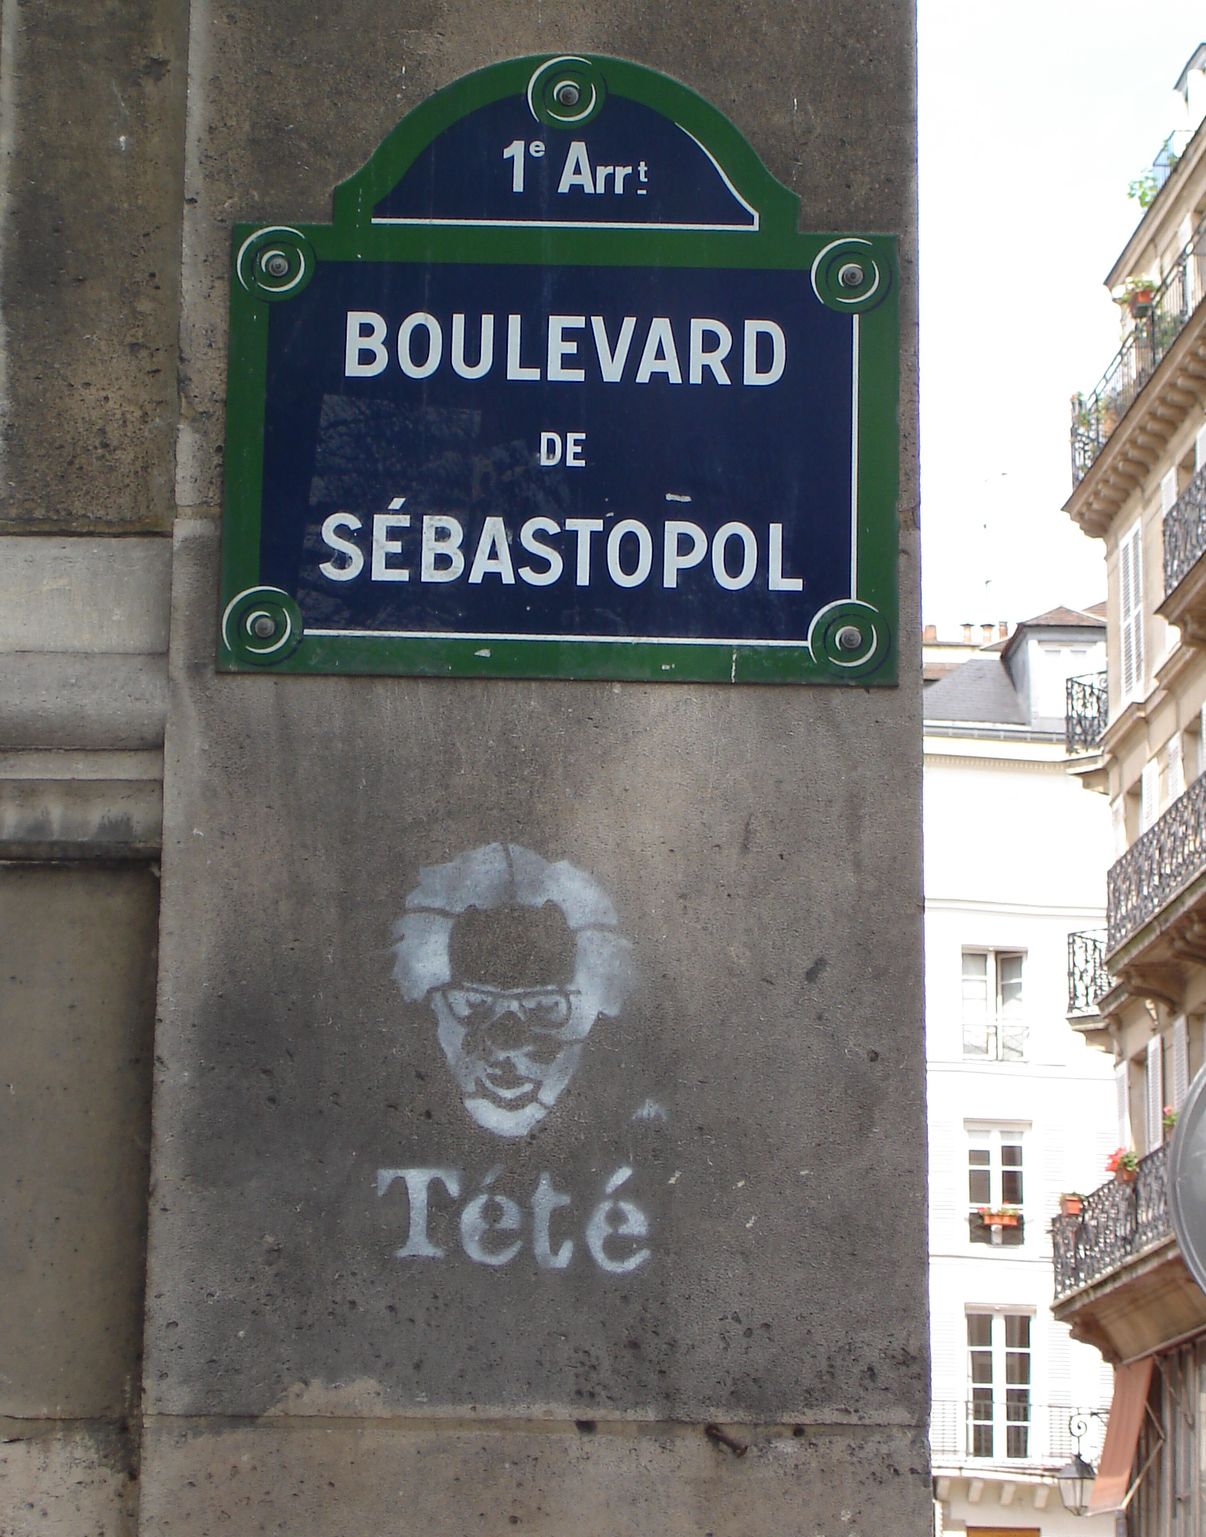 1e Arrt
BOULEVARD
DE
SÉBASTOPOL
Tété